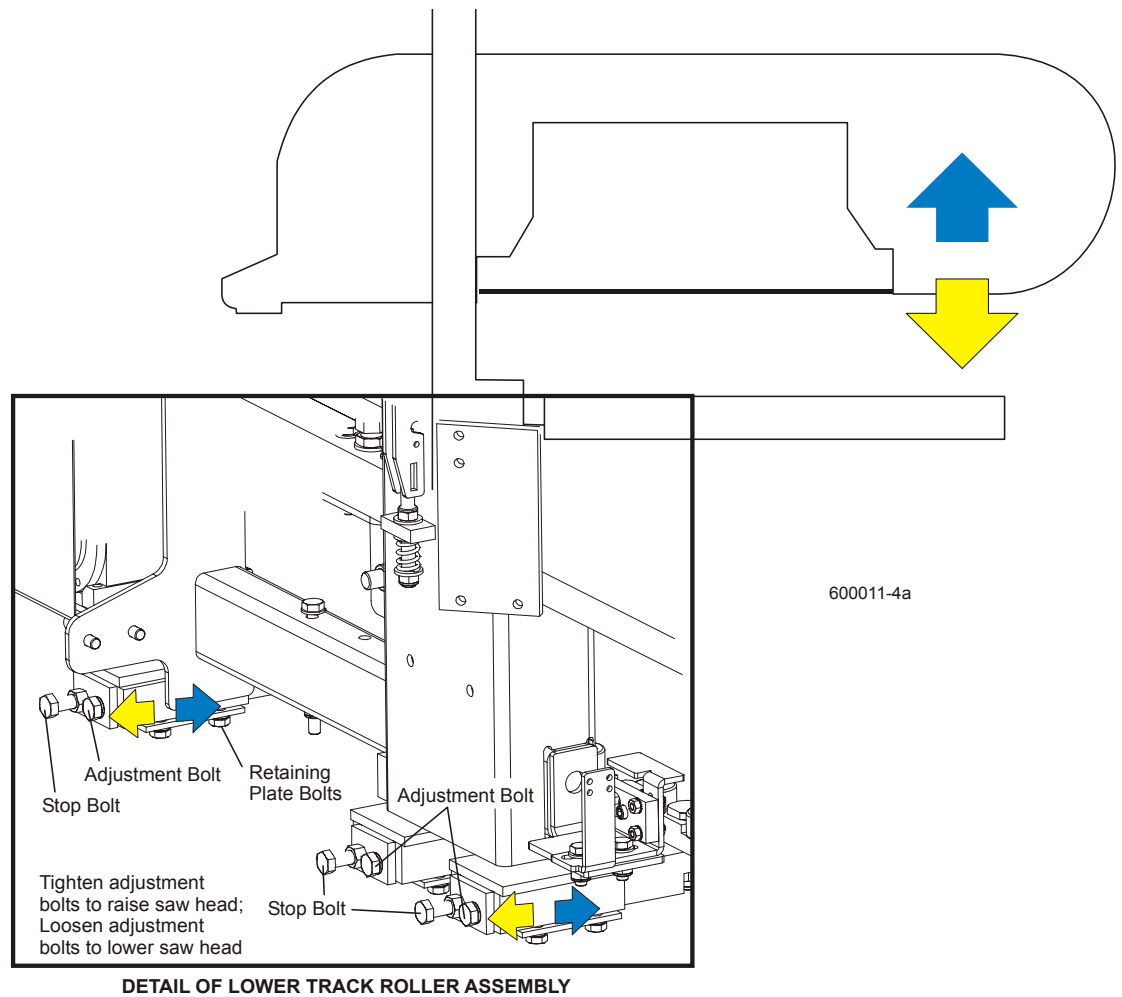 600011-4a
Adjustment Bolt
Stop Bolt
Retaining
Plate Bolts
Adjustment Bolt
Stop Bolt
Tighten adjustment
bolts to raise saw head;
Loosen adjustment
bolts to lower saw head
DETAIL OF LOWER TRACK ROLLER ASSEMBLY